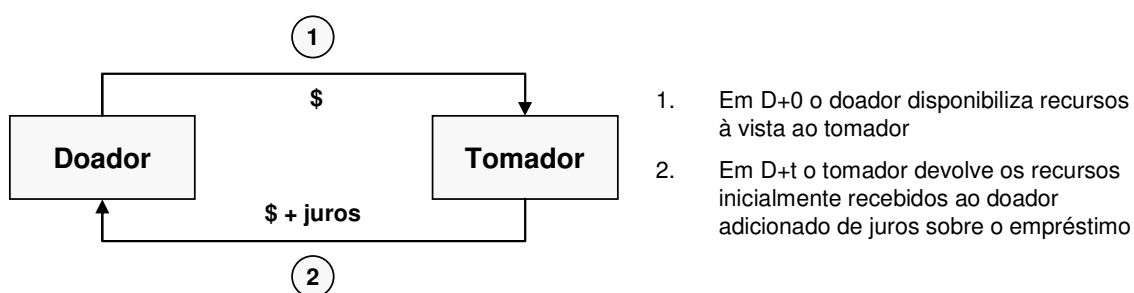 1
$
Doador
Tomador
$ + juros
2
1. Em D+0 o doador disponibiliza recursos
à vista ao tomador
2. Em D+t o tomador devolve os recursos
inicialmente recebidos ao doador
adicionado de juros sobre o empréstimo